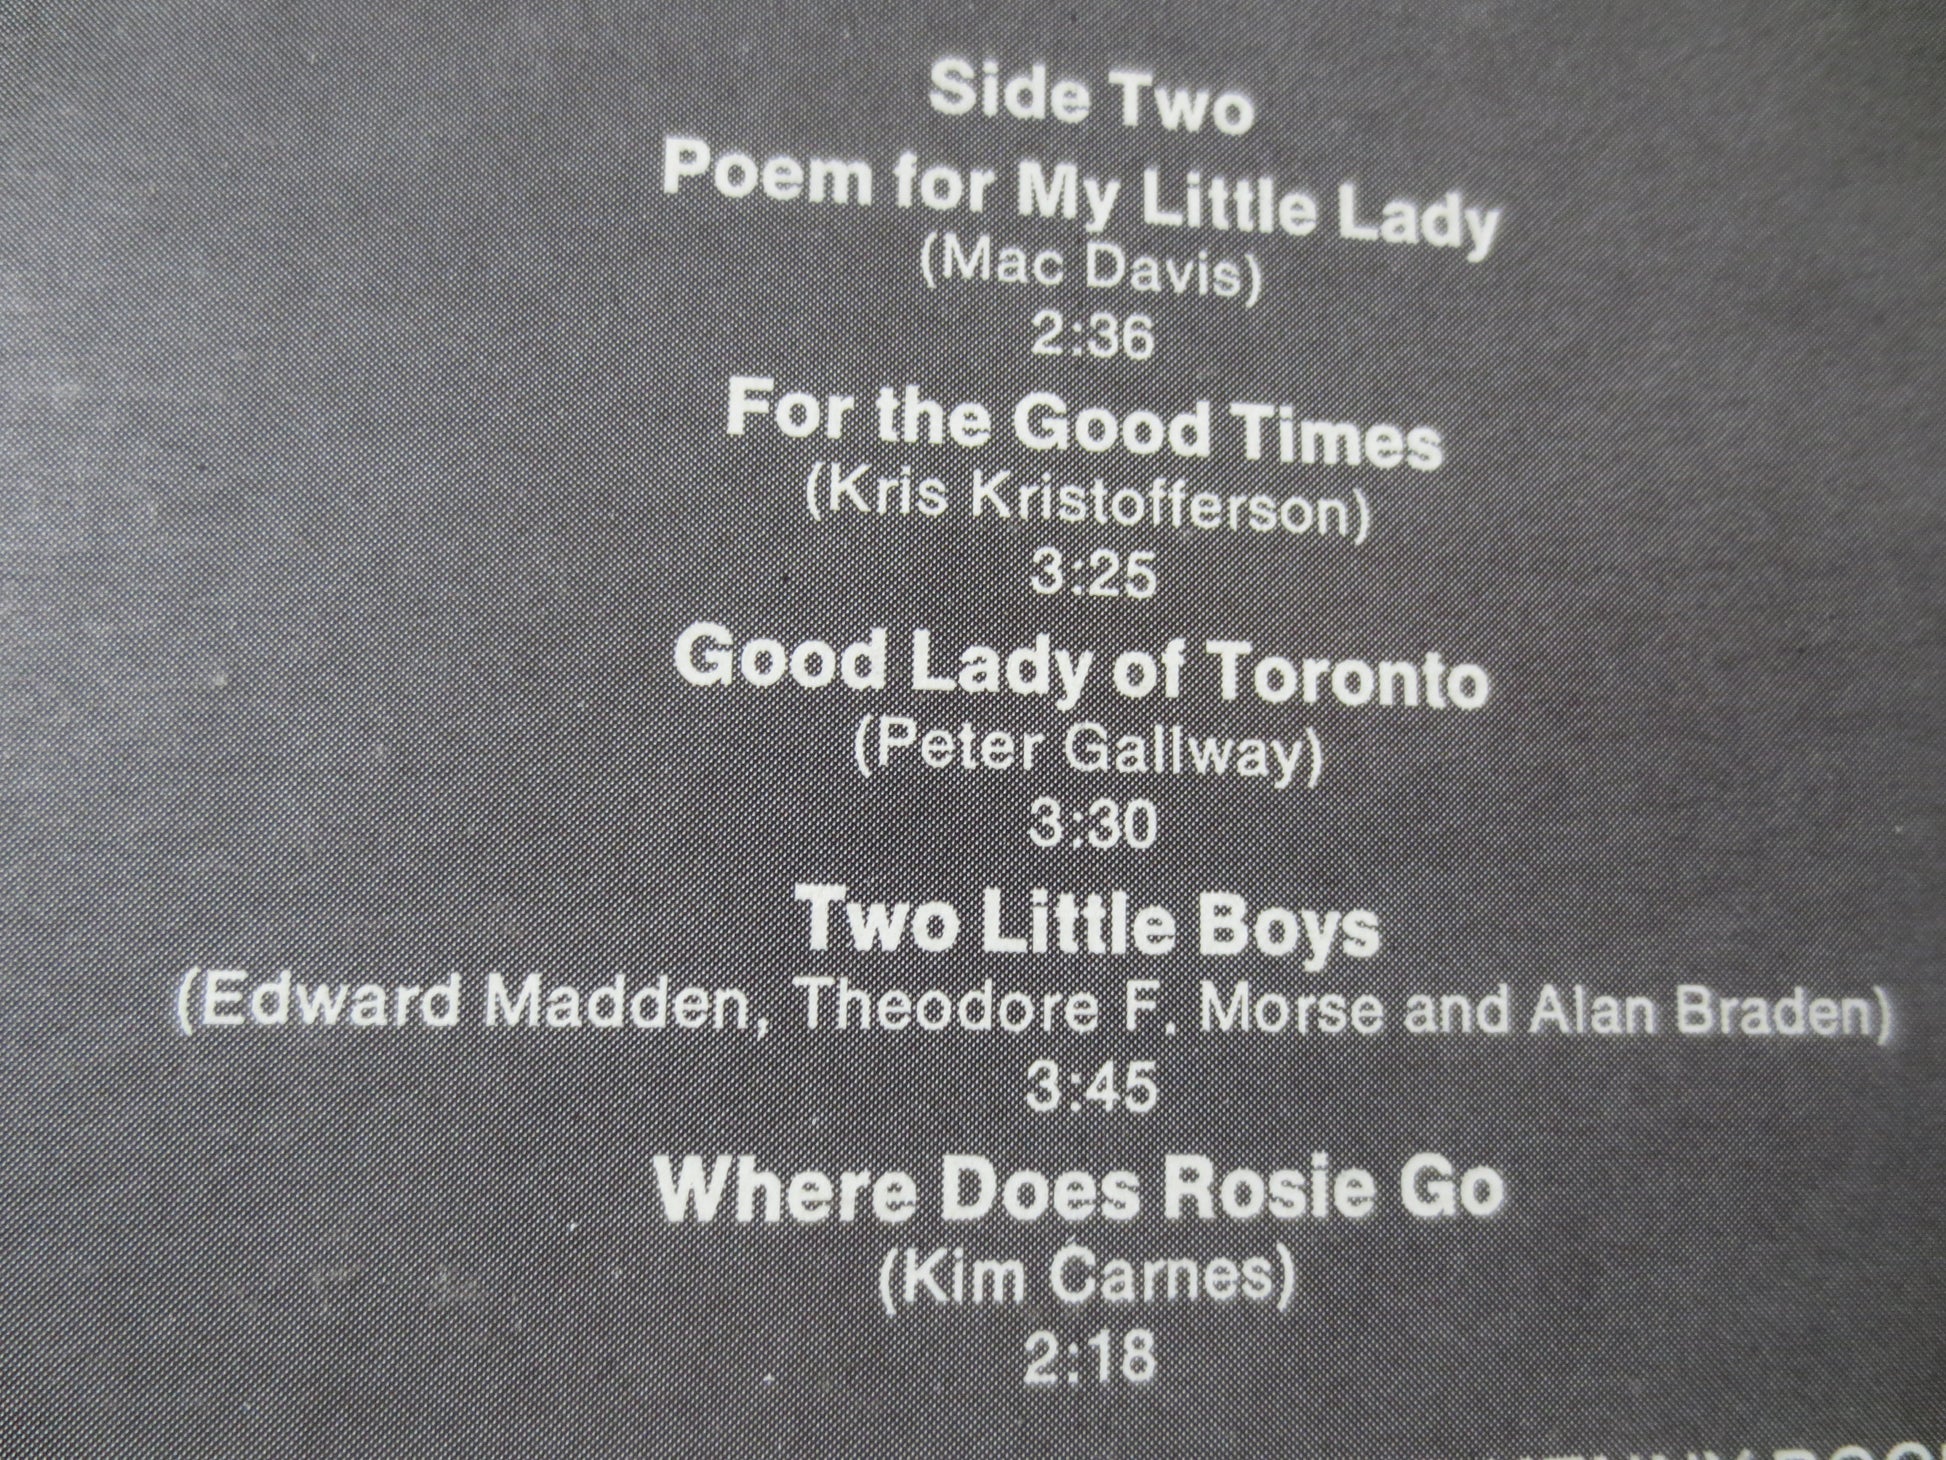 Side Two
Poem for My Little Lady
(Mac Davis)
2:36
For the Good Times
(Kris Kristofferson)
3:25
Good Lady of Toronto
(Peter Gallway)
3:30
Two Little Boys
(Edward Madden, Theodore F. Morse and Alan Braden)
3:45
Where Does Rosie Go
(Kim Carnes)
2:18